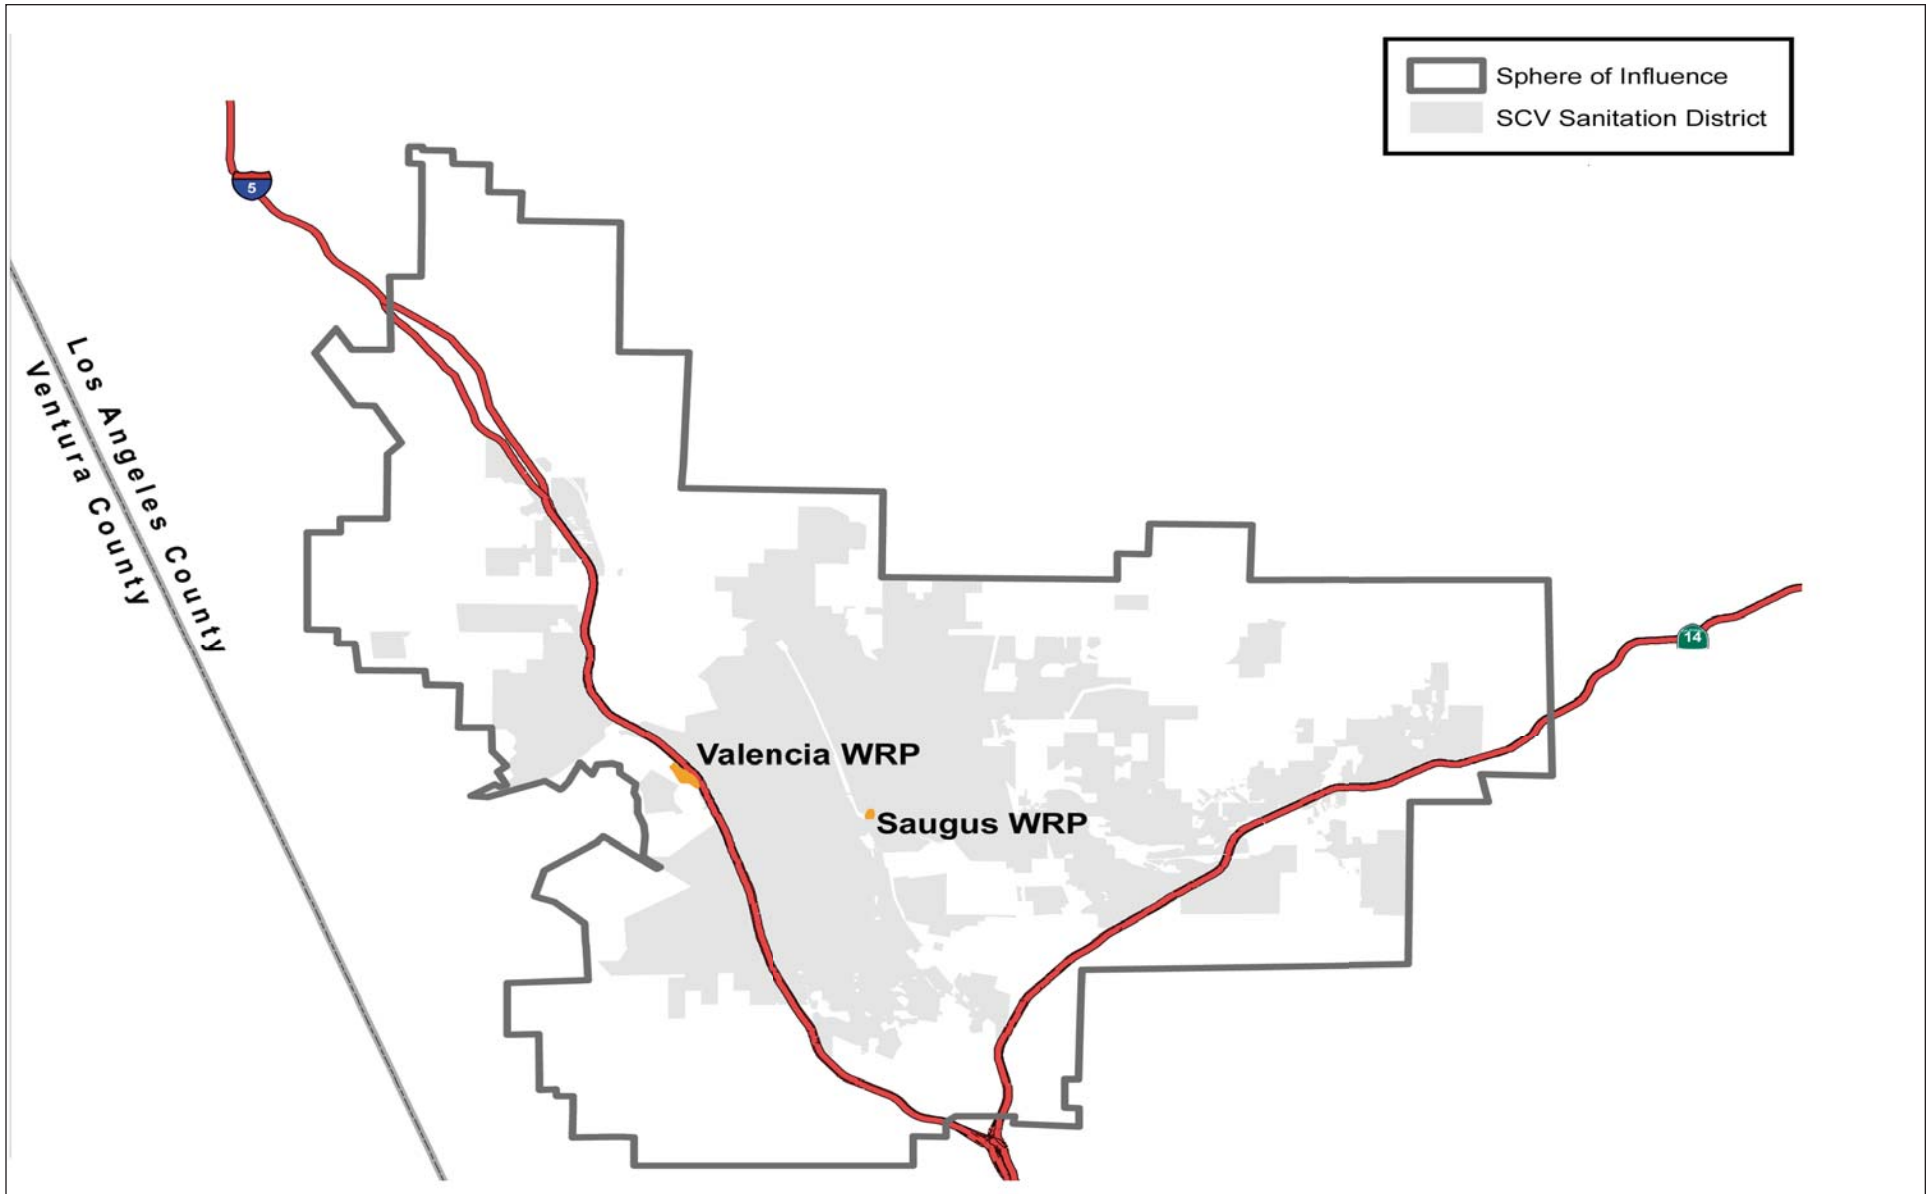 Sphere of Influence
SCV Sanitation District
5
Los Angeles County
Ventura County
14
Valencia WRP
Saugus WRP